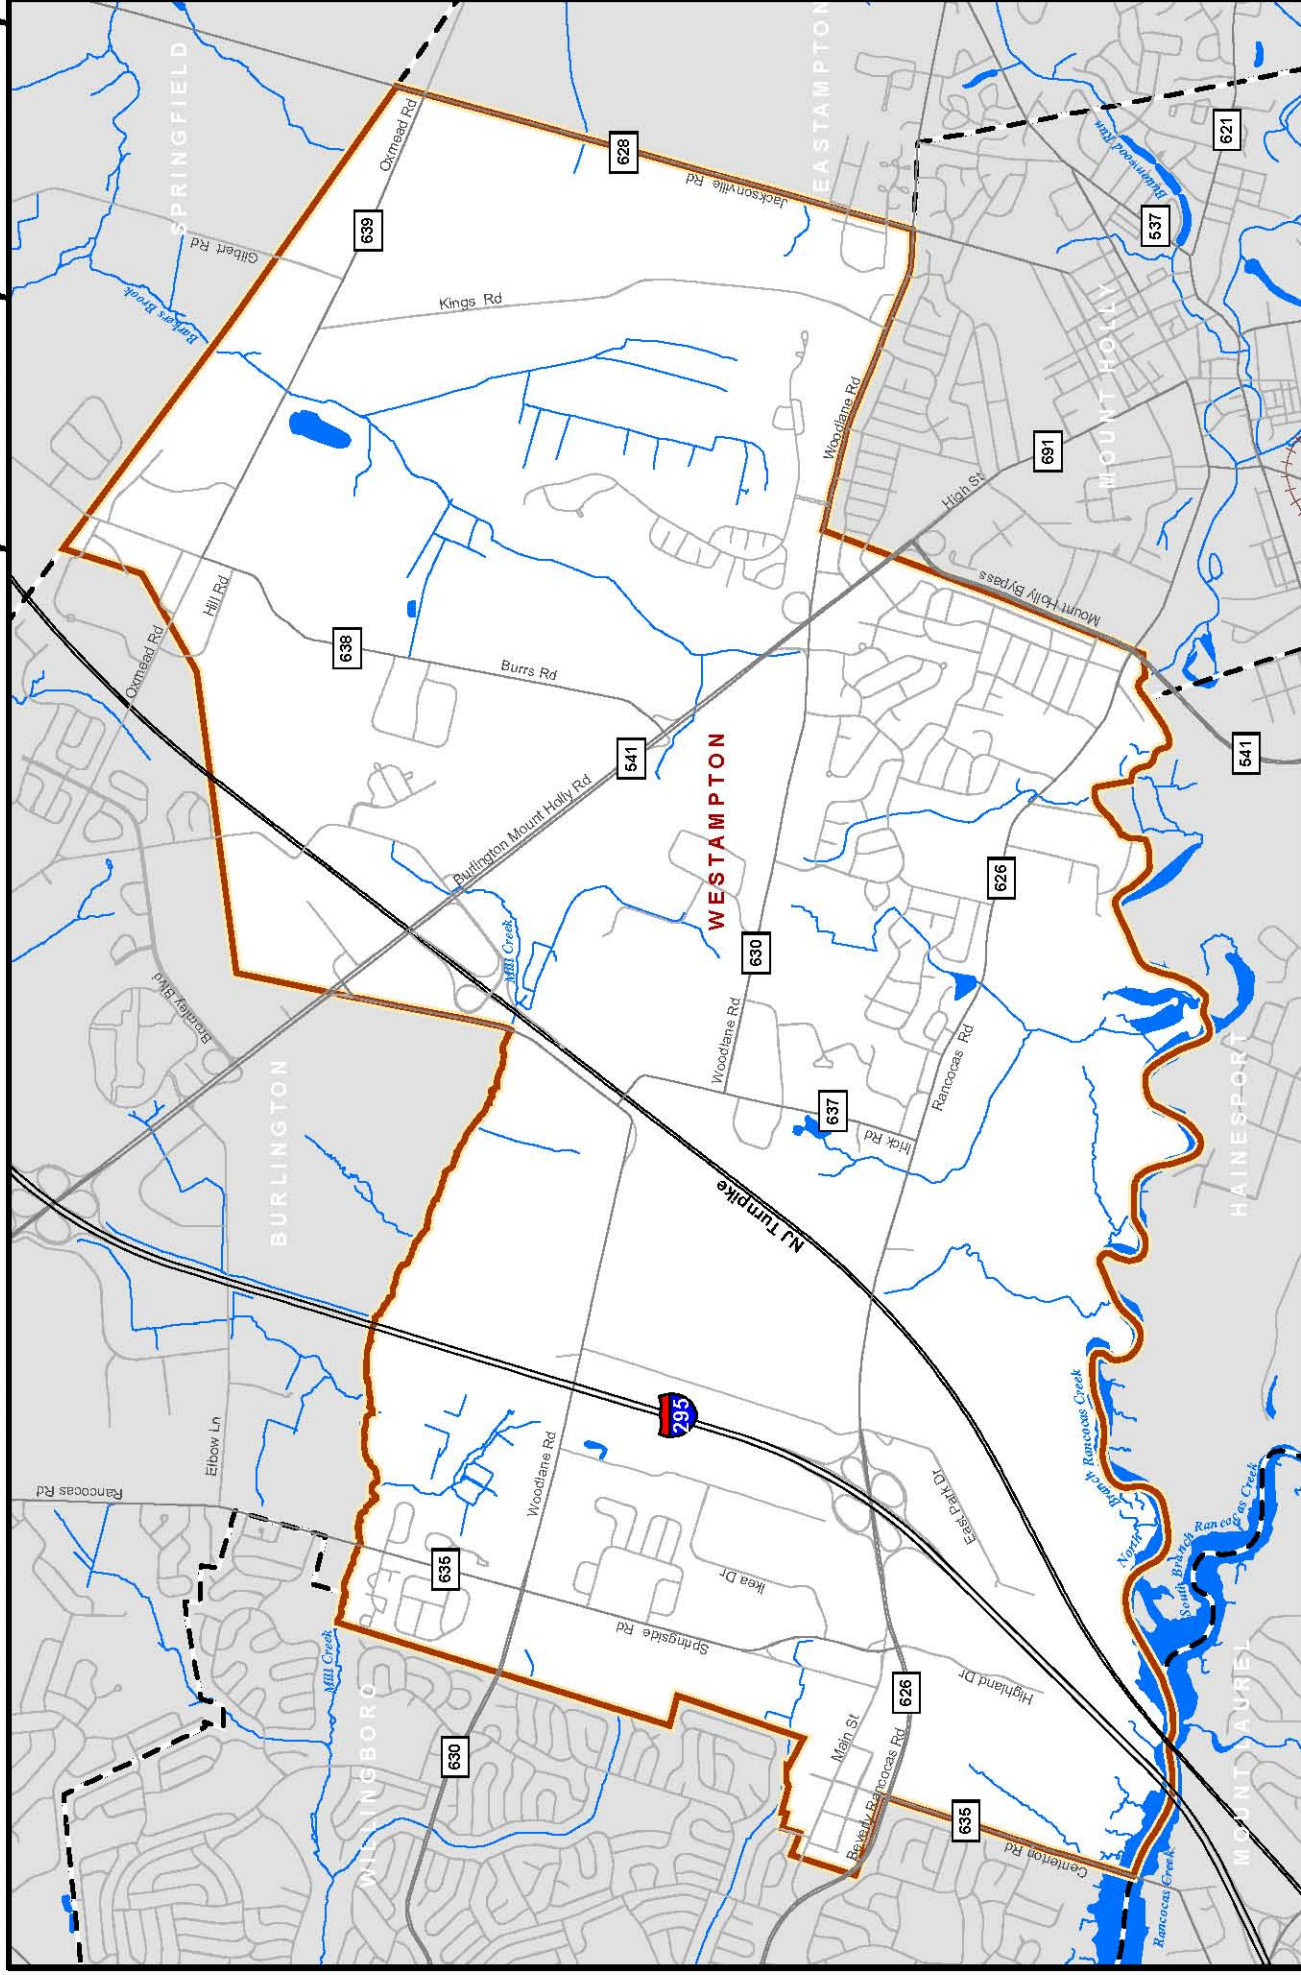 SPRINGFIELD
EASTAMPTON
Oxmead Rd
628
Jacksonville Rd
639
Gilbert Rd
Barkers Brook
Kings Rd
Buttonwood Run
621
537
MOUNT HOLLY
Woodlane Rd
691
High St
Mount Holly Bypass
Hill Rd
Oxmead Rd
638
Burrs Rd
541
541
Burlington Mount Holly Rd
WESTAMPTON
626
630
Mill Creek
Bromley Blvd
BURLINGTON
Woodlane Rd
Rancocas Rd
637
Irick Rd
HAINESPORT
NJ Turnpike
295
Elbow Ln
Rancocas Rd
Woodlane Rd
East Park Dr
Ikea Dr
635
Springside Rd
North Branch Rancocas Creek
South Branch Rancocas Creek
Mill Creek
WILLINGBORO
630
Highland Dr
626
Main St
Beverly Rancocas Rd
635
Centerton Rd
MOUNT LAUREL
Rancocas Creek